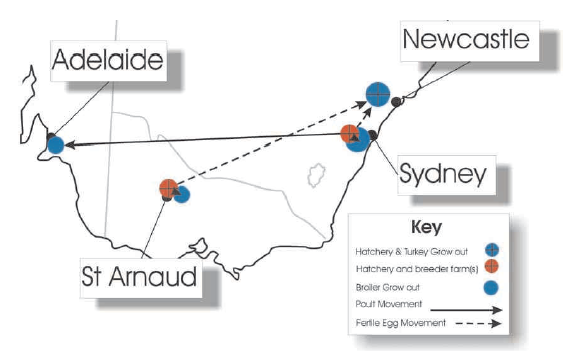 Newcastle
Adelaide
Sydney
St Arnaud
Key
Hatchery & Turkey Grow out
Hatchery and breeder farm(s)
Broiler Grow out
Poult Movement
Fertile Egg Movement